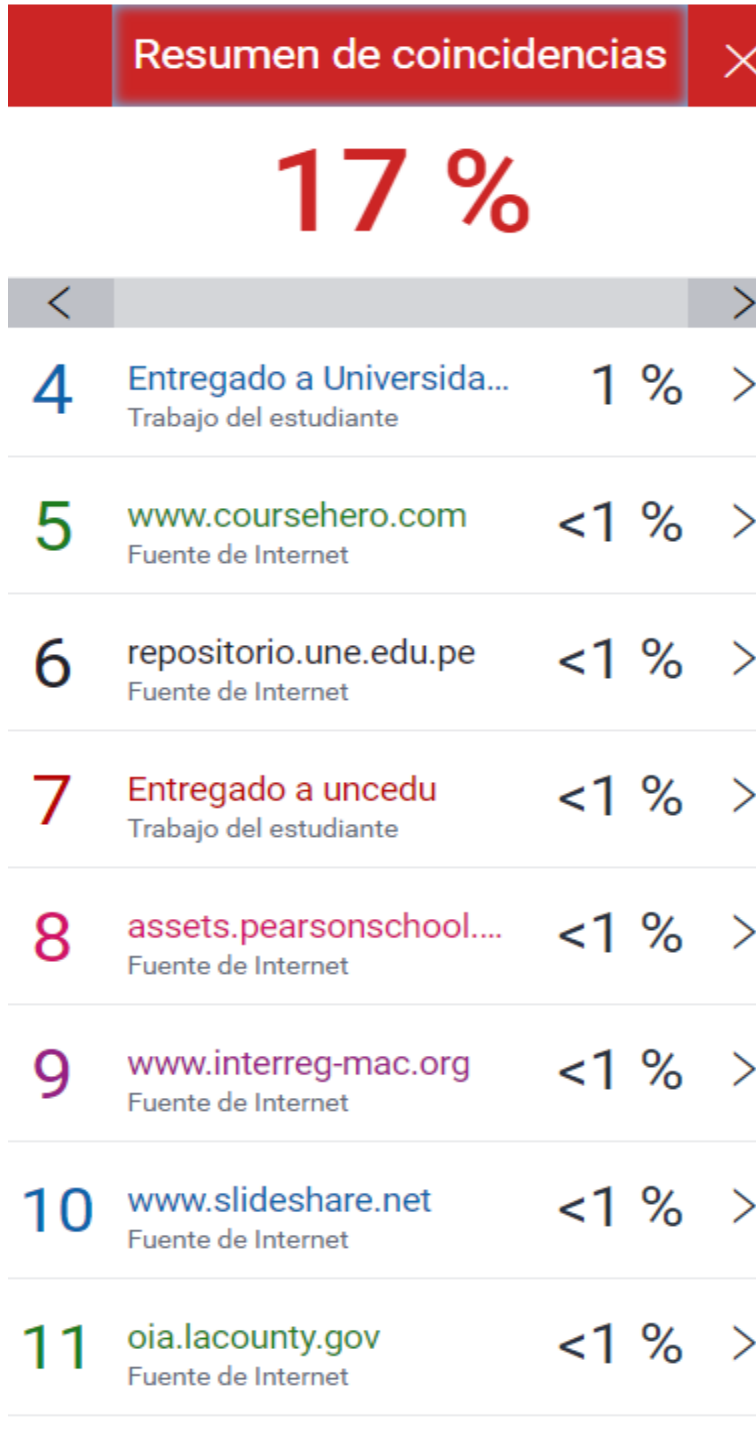 Resumen de coincidencias
17 %
4 Entregado a Universida... 1 %
Trabajo del estudiante
5 www.coursehero.com <1 %
Fuente de Internet
6 repositorio.une.edu.pe <1 %
Fuente de Internet
7 Entregado a uncedu <1 %
Trabajo del estudiante
8 assets.pearsonschool.... <1 %
Fuente de Internet
9 www.interreg-mac.org <1 %
Fuente de Internet
10 www.slideshare.net <1 %
Fuente de Internet
11 oia.lacounty.gov <1 %
Fuente de Internet